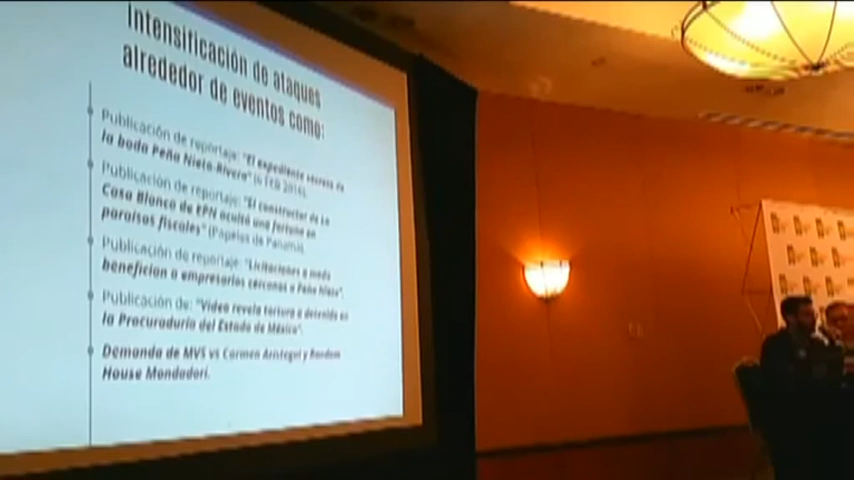 Intensificación de ataques
alrededor de eventos como:
Publicación de reportaje: "El expediente secreto de
la boda Peña Nieto-Rivera" (6 FEB 2016).
Publicación de reportaje: "El constructor de La
Casa Blanca de EPN ocultó una fortuna en
paraísos fiscales" (Papeles de Panamá).
Publicación de reportaje: "Licitaciones a modo
benefician a empresarios cercanos a Peña Nieto".
Publicación de: "Video revela tortura a detenida en
la Procuraduría del Estado de México".
Demanda de MVS vs Carmen Aristegui y Random
House Mondadori.